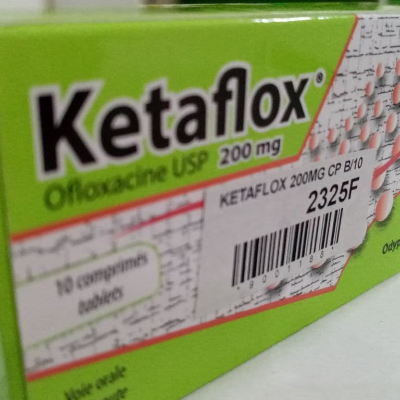 Ketaflox®
Ofloxacine USP 200 mg
KETAFLOX 200MG CP B/10
2325F
10 comprimés
tablets
Voie orale